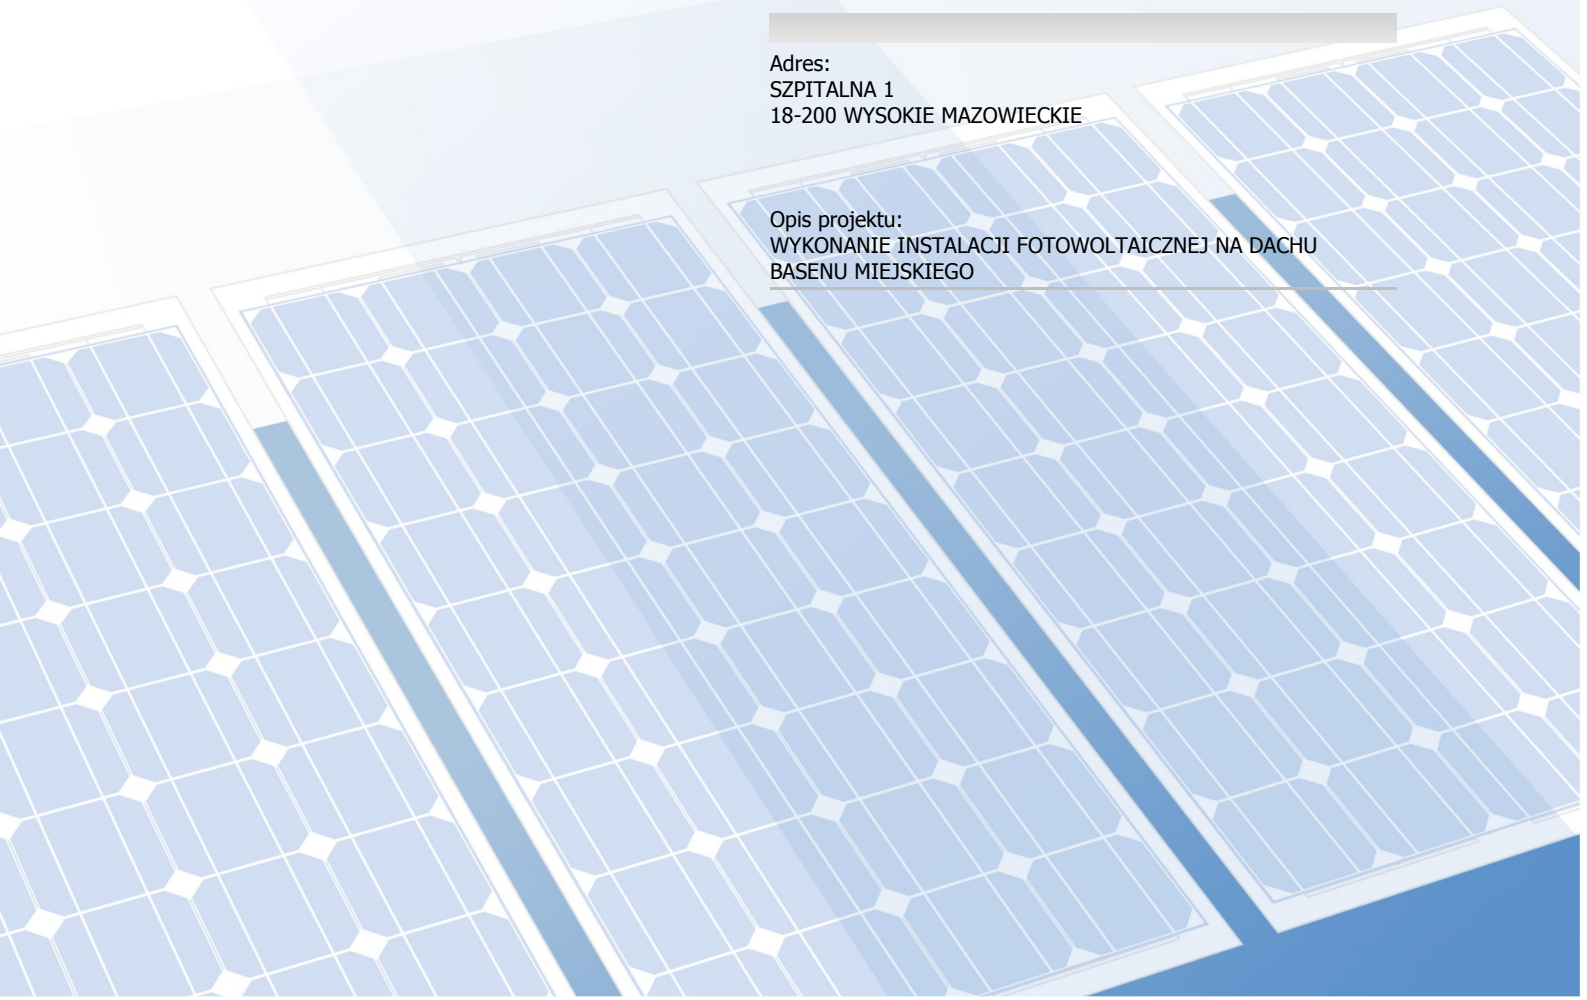 Adres:
SZPITALNA 1
18-200 WYSOKIE MAZOWIECKIE
Opis projektu:
WYKONANIE INSTALACJI FOTOWOLTAICZNEJ NA DACHU
BASENU MIEJSKIEGO